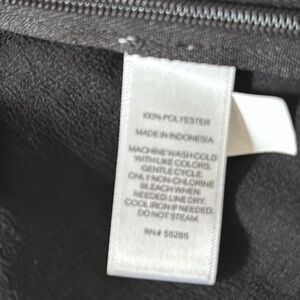 100% POLYESTER
MADE IN INDONESIA
MACHINE WASH COLD
WITH LIKE COLORS.
GENTLE CYCLE.
ONLY NON-CHLORINE
BLEACH WHEN
NEEDED. LINE DRY.
COOL IRON IF NEEDED.
DO NOT STEAM.
RN# 56285